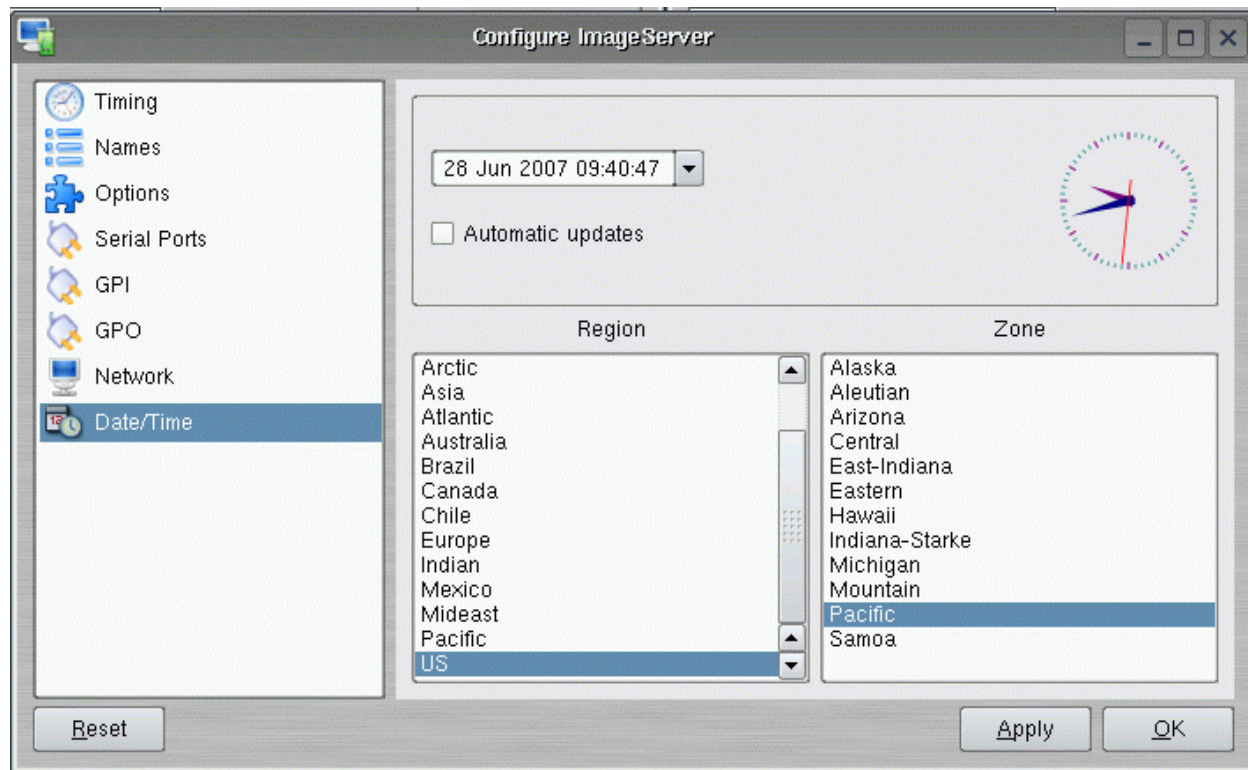 Configure ImageServer
Timing
Names
Options
Serial Ports
GPI
GPO
Network
Date/Time
28 Jun 2007 09:40:47
Automatic updates
Region
Arctic
Asia
Atlantic
Australia
Brazil
Canada
Chile
Europe
Indian
Mexico
Mideast
Pacific
US
Zone
Alaska
Aleutian
Arizona
Central
East-Indiana
Eastern
Hawaii
Indiana-Starke
Michigan
Mountain
Pacific
Samoa
Reset
Apply
OK